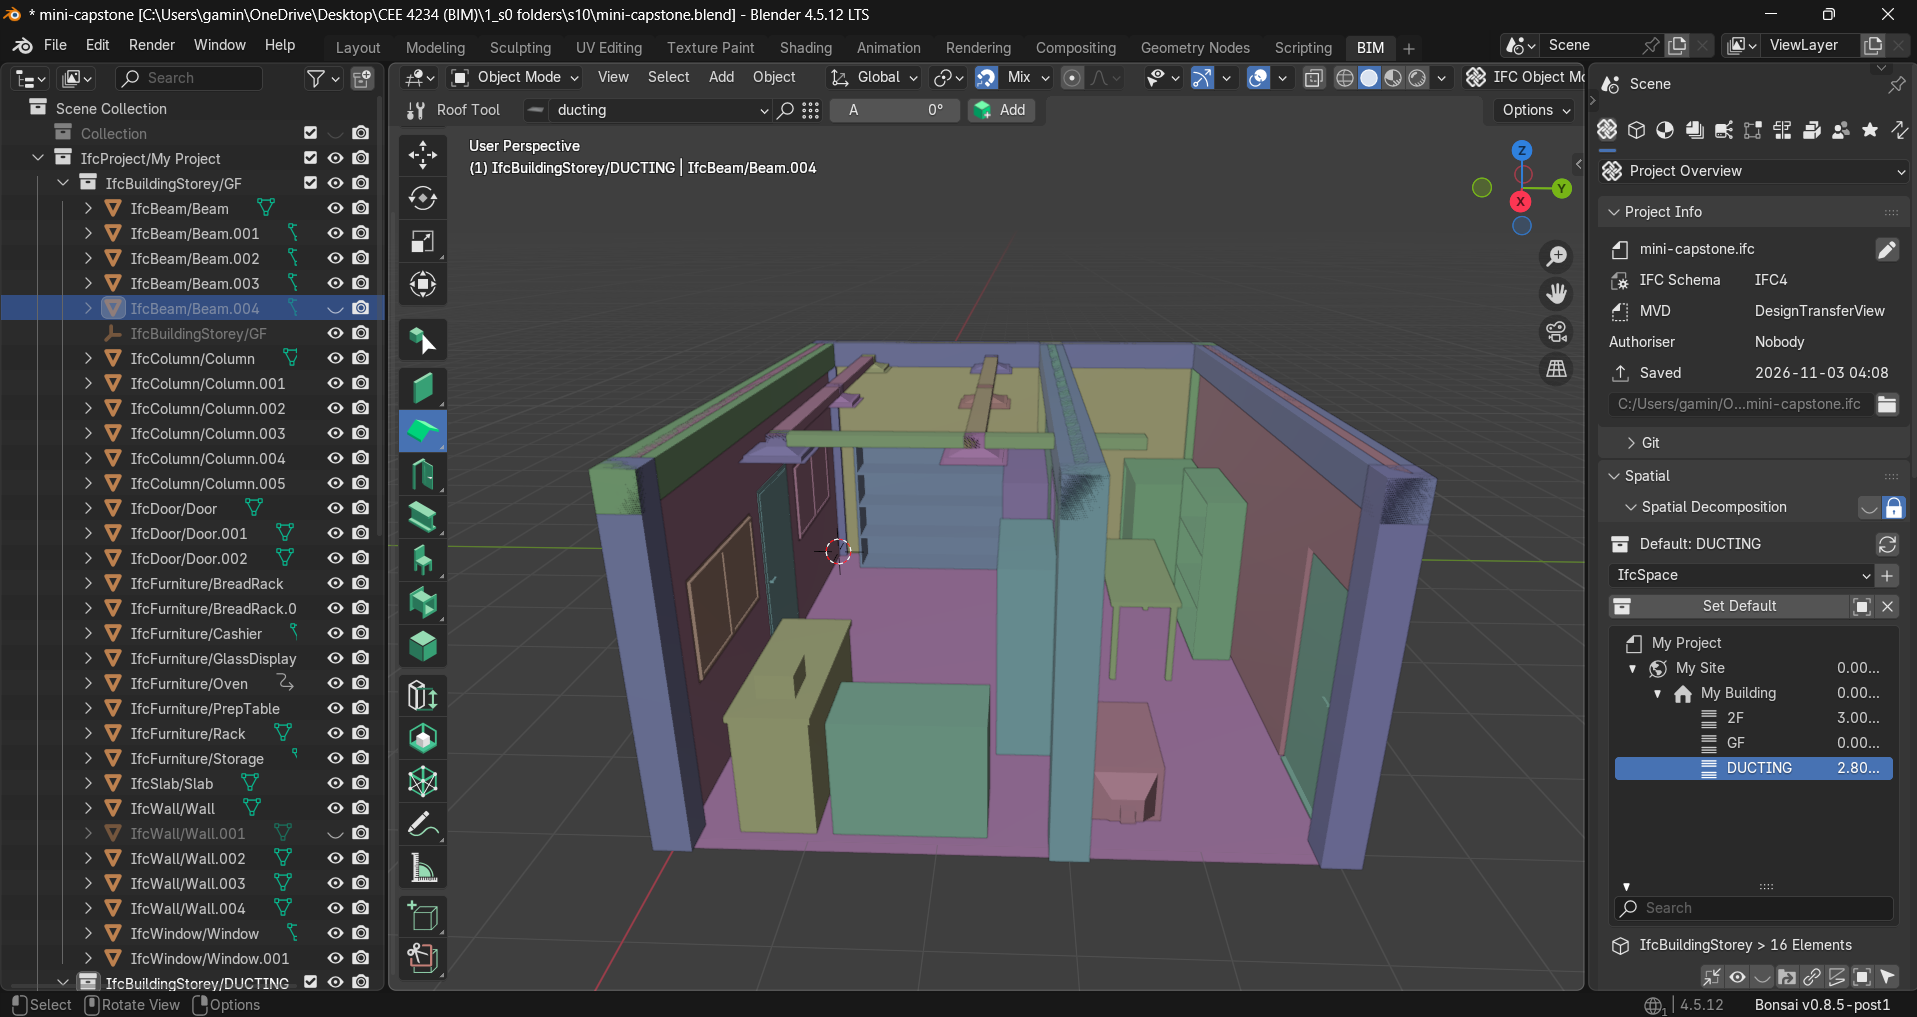 * mini-capstone [C:\Users\gamin\OneDrive\Desktop\CEE 4234 (BIM)\1_s0 folders\s10\mini-capstone.blend] - Blender 4.5.12 LTS
File Edit Render Window Help Layout Modeling Sculpting UV Editing Texture Paint Shading Animation Rendering Compositing Geometry Nodes Scripting BIM + Scene ViewLayer
Search Object Mode View Select Add Object Global Mix IFC Object Mo Scene
Roof Tool ducting A 0° Add Options
User Perspective
(1) IfcBuildingStorey/DUCTING | IfcBeam/Beam.004
Z
Y
X
Scene Collection
Collection
IfcProject/My Project
IfcBuildingStorey/GF
IfcBeam/Beam
IfcBeam/Beam.001
IfcBeam/Beam.002
IfcBeam/Beam.003
IfcBeam/Beam.004
IfcBuildingStorey/GF
IfcColumn/Column
IfcColumn/Column.001
IfcColumn/Column.002
IfcColumn/Column.003
IfcColumn/Column.004
IfcColumn/Column.005
IfcDoor/Door
IfcDoor/Door.001
IfcDoor/Door.002
IfcFurniture/BreadRack
IfcFurniture/BreadRack.0
IfcFurniture/Cashier
IfcFurniture/GlassDisplay
IfcFurniture/Oven
IfcFurniture/PrepTable
IfcFurniture/Rack
IfcFurniture/Storage
IfcSlab/Slab
IfcWall/Wall
IfcWall/Wall.001
IfcWall/Wall.002
IfcWall/Wall.003
IfcWall/Wall.004
IfcWindow/Window
IfcWindow/Window.001
IfcBuildingStorey/DUCTING
Project Overview
Project Info
mini-capstone.ifc
IFC Schema IFC4
MVD DesignTransferView
Authoriser Nobody
Saved 2026-11-03 04:08
C:/Users/gamin/O...mini-capstone.ifc
Git
Spatial
Spatial Decomposition
Default: DUCTING
IfcSpace
Set Default
My Project
My Site 0.00...
My Building 0.00...
2F 3.00...
GF 0.00...
DUCTING 2.80...
Search
IfcBuildingStorey > 16 Elements
Select Rotate View Options 1 4.5.12 Bonsai v0.8.5-post1